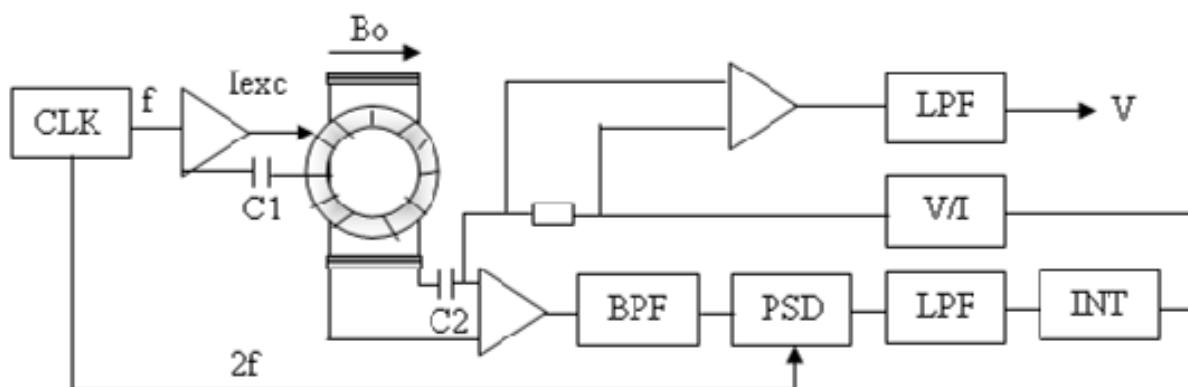 Bo
Iexc
f
CLK
LPF
V
C1
V/I
C2
BPF
PSD
LPF
INT
2f